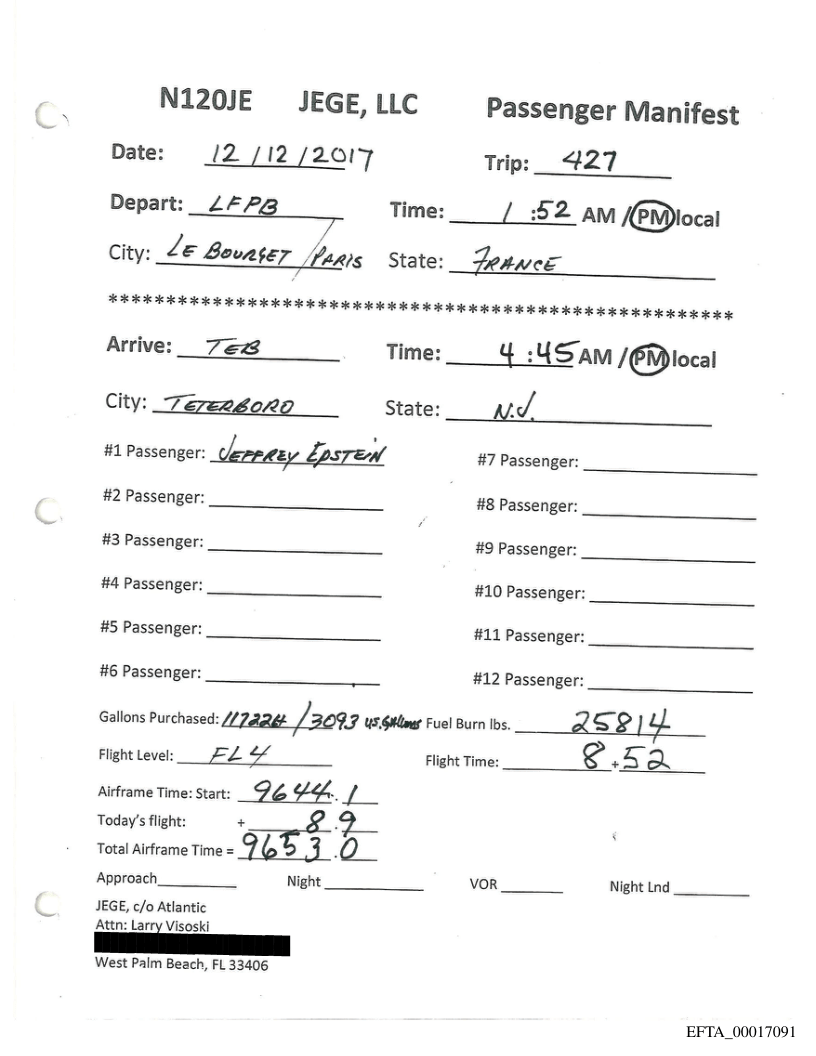 N120JE JEGE, LLC Passenger Manifest
Date: 12/12/2017 Trip: 427
Depart: LFPB Time: 1:52 AM / PM local
City: LE BOURGET / PARIS State: FRANCE
******************************************************
Arrive: TEB Time: 4:45 AM / PM local
City: TETERBORO State: N.J.
#1 Passenger: JEFFREY EPSTEIN #7 Passenger:
#2 Passenger: #8 Passenger:
#3 Passenger: #9 Passenger:
#4 Passenger: #10 Passenger:
#5 Passenger: #11 Passenger:
#6 Passenger: #12 Passenger:
Gallons Purchased: / 3093 US.Gallons Fuel Burn lbs. 25814
Flight Level: FL4 Flight Time: 8+52
Airframe Time: Start: 9644.1
Today's flight: + 8.9
Total Airframe Time = 9653.0
Approach Night VOR Night Lnd
JEGE, c/o Atlantic
Attn: Larry Visoski
West Palm Beach, FL 33406
EFTA_00017091